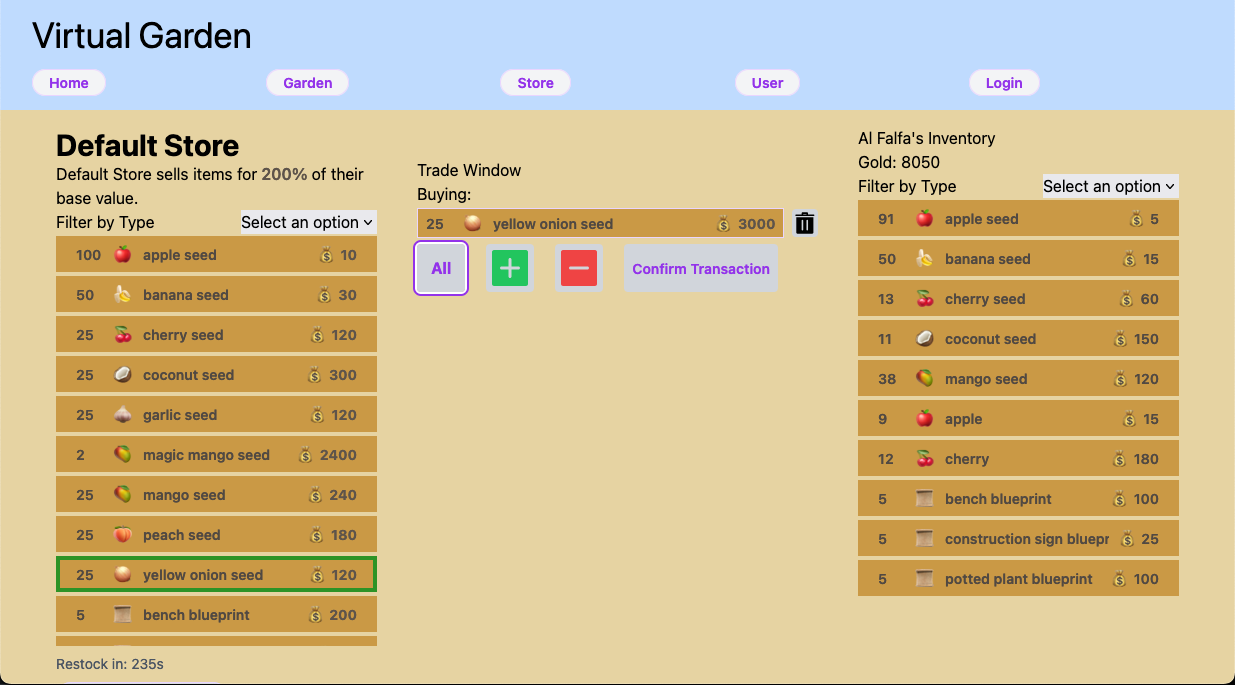 Virtual Garden
Home Garden Store User Login
Default Store
Default Store sells items for 200% of their
base value.
Filter by Type Select an option
100 apple seed 10
50 banana seed 30
25 cherry seed 120
25 coconut seed 300
25 garlic seed 120
2 magic mango seed 2400
25 mango seed 240
25 peach seed 180
25 yellow onion seed 120
5 bench blueprint 200
Restock in: 235s
Trade Window
Buying:
25 yellow onion seed 3000
All Confirm Transaction
Al Falfa's Inventory
Gold: 8050
Filter by Type Select an option
91 apple seed 5
50 banana seed 15
13 cherry seed 60
11 coconut seed 150
38 mango seed 120
9 apple 15
12 cherry 180
5 bench blueprint 100
5 construction sign bluepr 25
5 potted plant blueprint 100